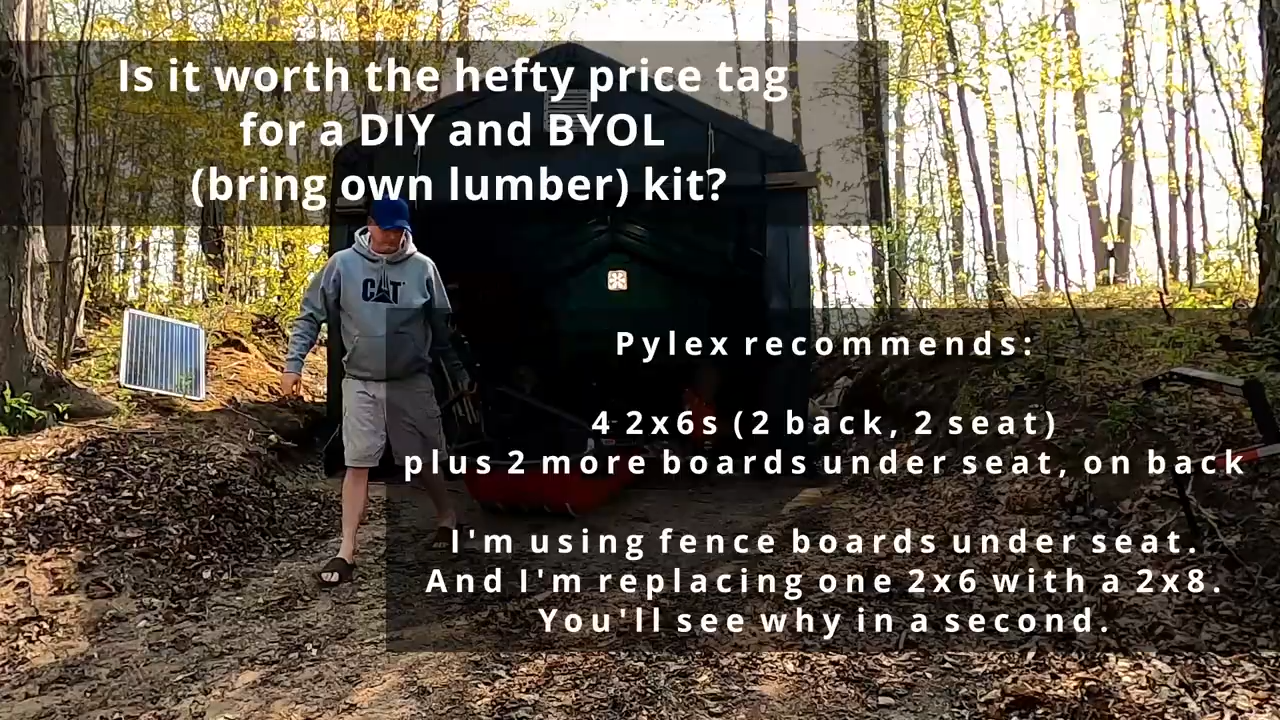 Is it worth the hefty price tag
for a DIY and BYOL
(bring own lumber) kit?
CAT
Pylex recommends:
4 2x6s (2 back, 2 seat)
plus 2 more boards under seat, on back
I'm using fence boards under seat.
And I'm replacing one 2x6 with a 2x8.
You'll see why in a second.